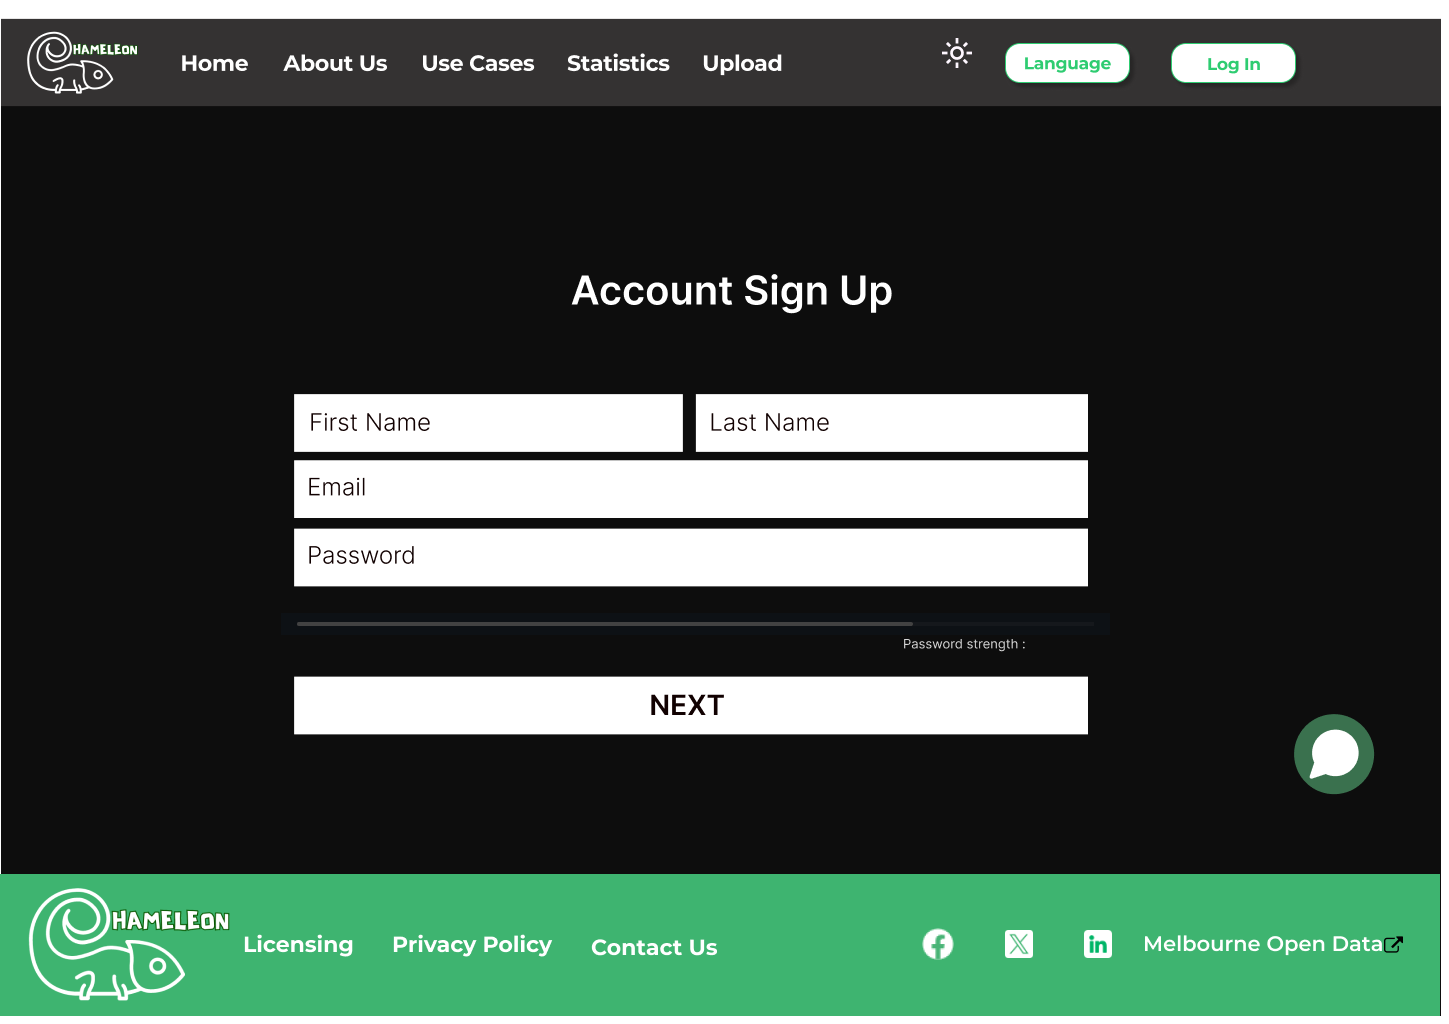 HAMELEON
Home About Us Use Cases Statistics Upload Language Log In
Account Sign Up
First Name Last Name
Email
Password
Password strength :
NEXT
HAMELEON
Licensing Privacy Policy Contact Us Melbourne Open Data